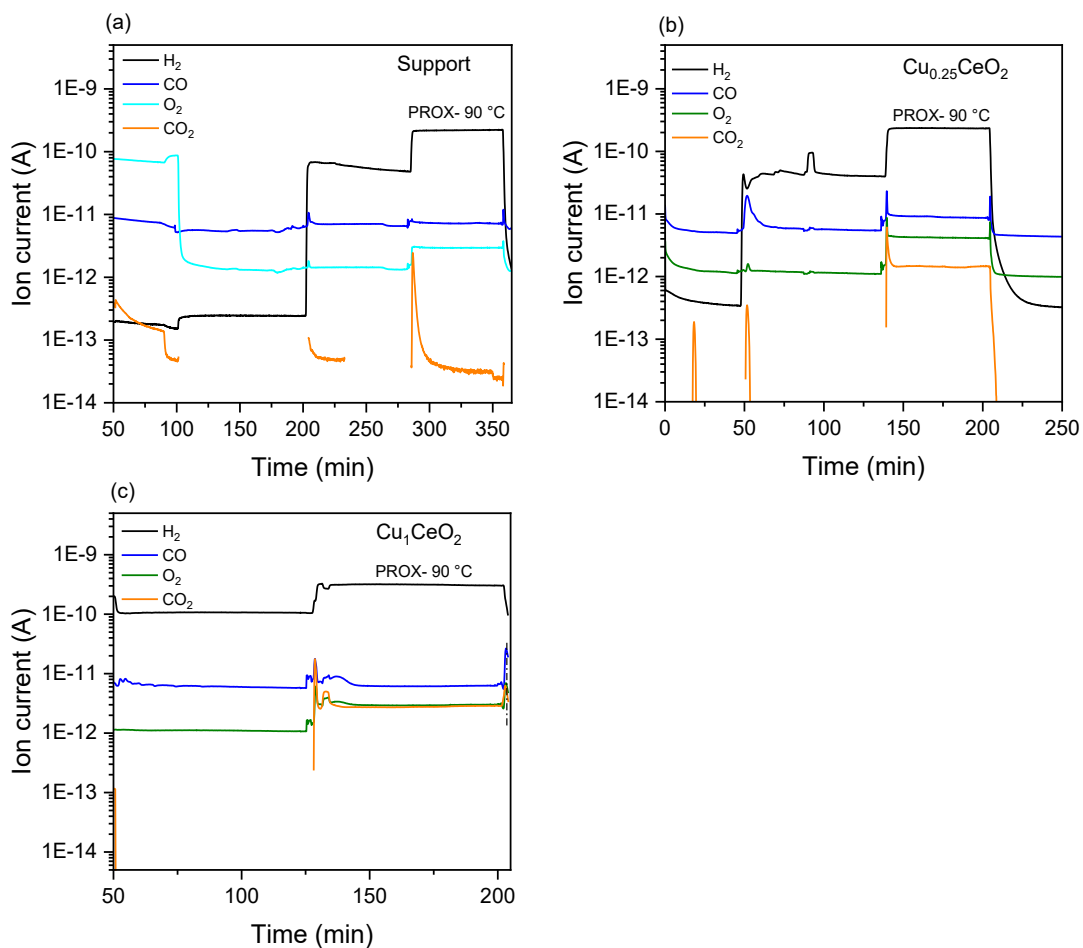 (a)
H₂
CO
O₂
CO₂
Support
PROX- 90 °C
1E-9
1E-10
1E-11
1E-12
1E-13
1E-14
Ion current (A)
50 100 150 200 250 300 350
Time (min)
(b)
H₂
CO
O₂
CO₂
Cu₀.₂₅CeO₂
PROX- 90 °C
1E-9
1E-10
1E-11
1E-12
1E-13
1E-14
Ion current (A)
0 50 100 150 200 250
Time (min)
(c)
H₂
CO
O₂
CO₂
Cu₁CeO₂
PROX- 90 °C
1E-9
1E-10
1E-11
1E-12
1E-13
1E-14
Ion current (A)
50 100 150 200
Time (min)